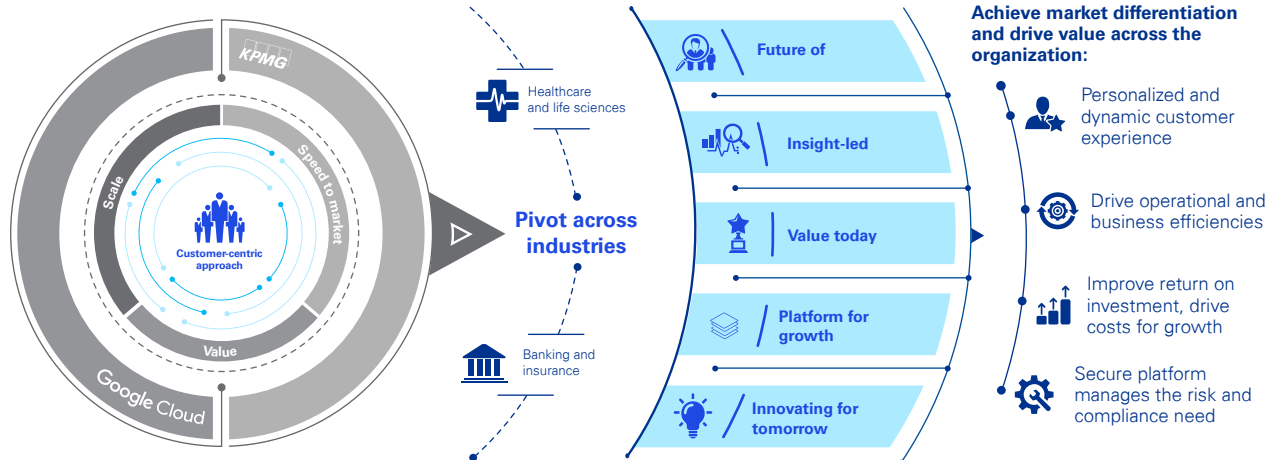 KPMG
Scale
Speed to market
Value
Customer-centric
approach
Google Cloud
Healthcare
and life sciences
Pivot across
industries
Banking and
insurance
Future of
Insight-led
Value today
Platform for
growth
Innovating for
tomorrow
Achieve market differentiation
and drive value across the
organization:
Personalized and
dynamic customer
experience
Drive operational and
business efficiencies
Improve return on
investment, drive
costs for growth
Secure platform
manages the risk and
compliance need